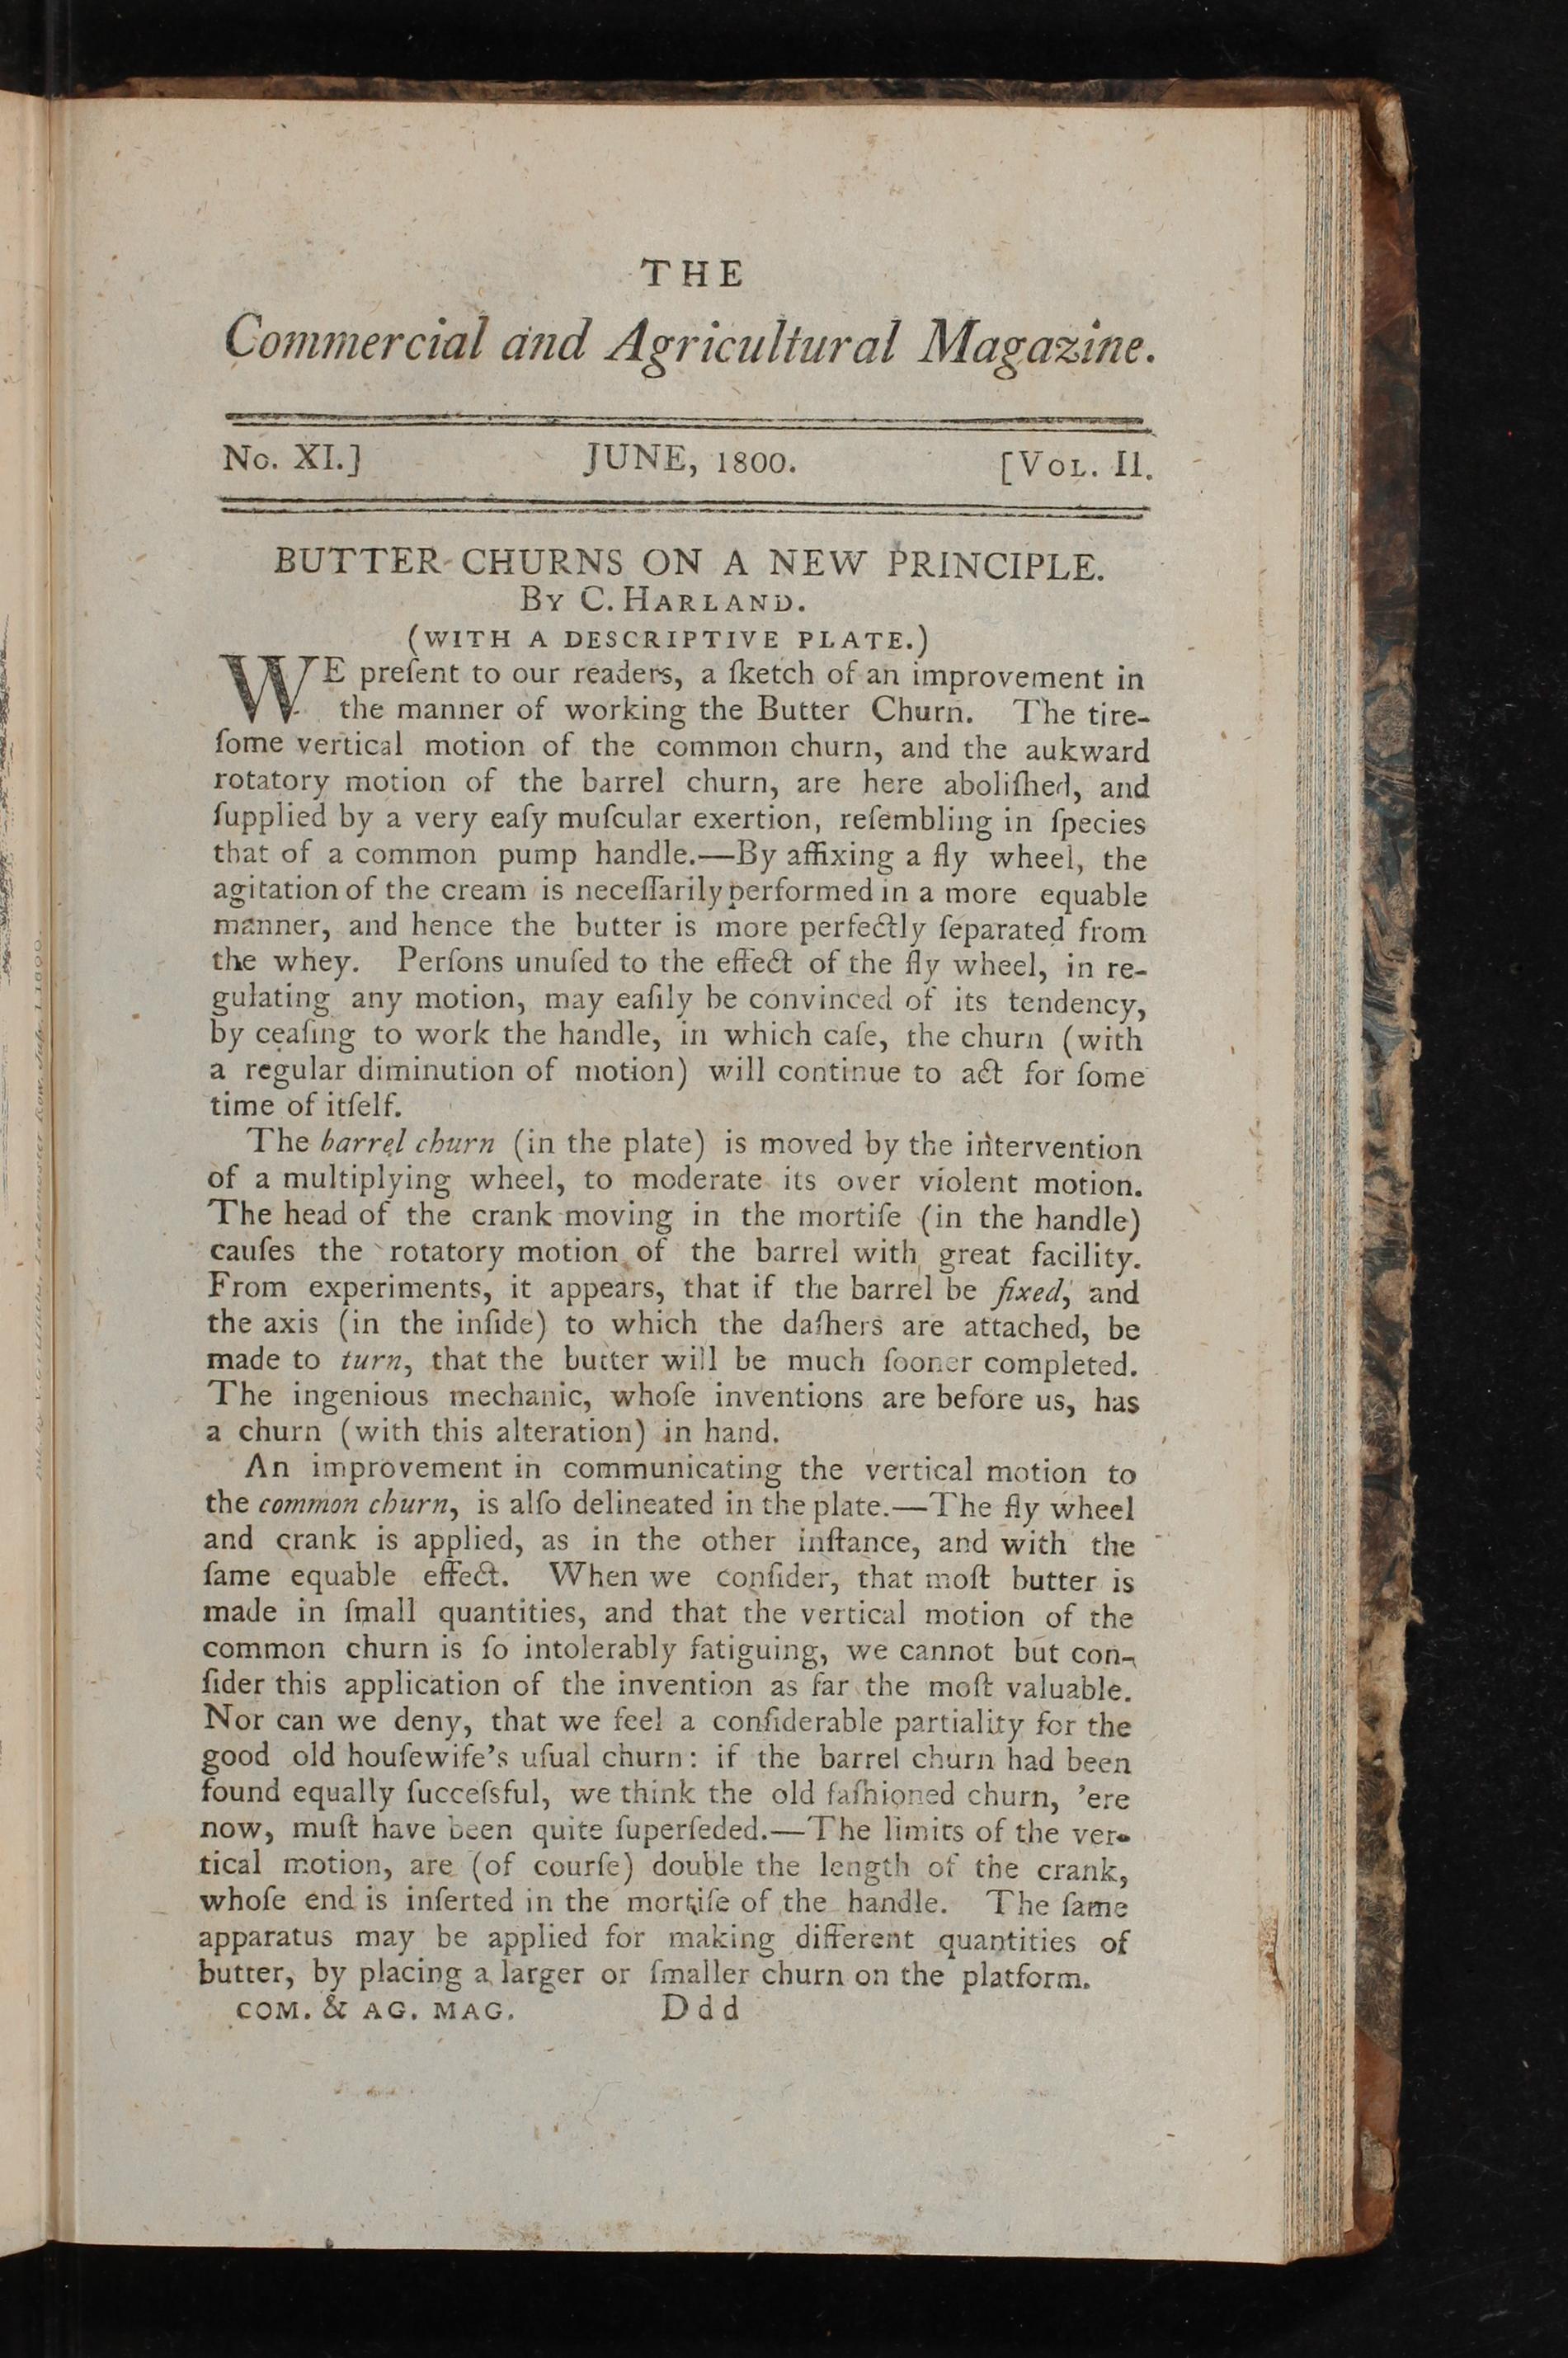 THE
Commercial and Agricultural Magazine.
No. XI.] JUNE, 1800. [VOL. II.
BUTTER-CHURNS ON A NEW PRINCIPLE.
By C. HARLAND.
(WITH A DESCRIPTIVE PLATE.)
WE preſent to our readers, a ſketch of an improvement in
the manner of working the Butter Churn. The tire-
ſome vertical motion of the common churn, and the aukward
rotatory motion of the barrel churn, are here aboliſhed, and
ſupplied by a very eaſy muſcular exertion, reſembling in ſpecies
that of a common pump handle.—By affixing a fly wheel, the
agitation of the cream is neceſſarily performed in a more equable
manner, and hence the butter is more perfectly ſeparated from
the whey. Perſons unuſed to the effect of the fly wheel, in re-
gulating any motion, may eaſily be convinced of its tendency,
by ceaſing to work the handle, in which caſe, the churn (with
a regular diminution of motion) will continue to act for ſome
time of itſelf.
The barrel churn (in the plate) is moved by the intervention
of a multiplying wheel, to moderate its over violent motion.
The head of the crank moving in the mortiſe (in the handle)
cauſes the rotatory motion of the barrel with great facility.
From experiments, it appears, that if the barrel be fixed, and
the axis (in the inſide) to which the daſhers are attached, be
made to turn, that the butter will be much ſooner completed.
The ingenious mechanic, whoſe inventions are before us, has
a churn (with this alteration) in hand.
An improvement in communicating the vertical motion to
the common churn, is alſo delineated in the plate.—The fly wheel
and crank is applied, as in the other inſtance, and with the
ſame equable effect. When we conſider, that moſt butter is
made in ſmall quantities, and that the vertical motion of the
common churn is ſo intolerably fatiguing, we cannot but con-
ſider this application of the invention as far the moſt valuable.
Nor can we deny, that we feel a conſiderable partiality for the
good old houſewife's uſual churn: if the barrel churn had been
found equally ſucceſsful, we think the old faſhioned churn, 'ere
now, muſt have been quite ſuperſeded.—The limits of the ver-
tical motion, are (of courſe) double the length of the crank,
whoſe end is inſerted in the mortiſe of the handle. The ſame
apparatus may be applied for making different quantities of
butter, by placing a larger or ſmaller churn on the platform.
COM. & AG. MAG. Ddd